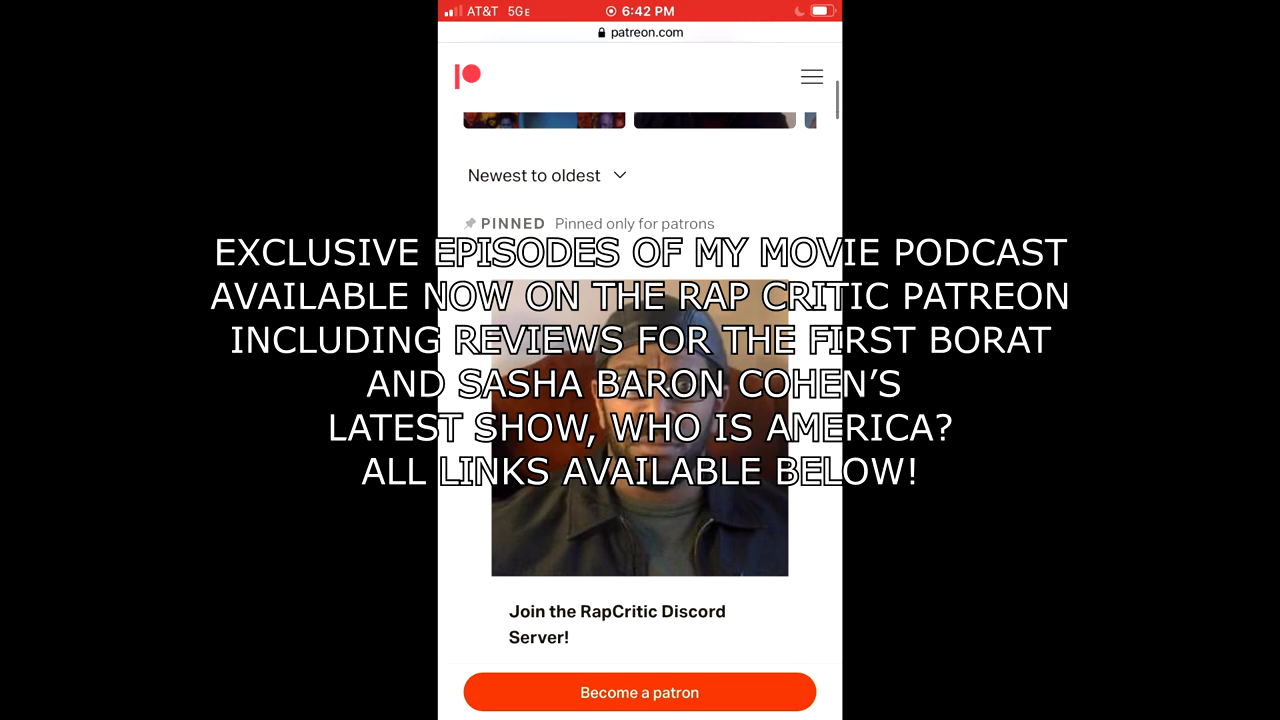 AT&T 5GE 6:42 PM
patreon.com
Newest to oldest
PINNED Pinned only for patrons
EXCLUSIVE EPISODES OF MY MOVIE PODCAST
AVAILABLE NOW ON THE RAP CRITIC PATREON
INCLUDING REVIEWS FOR THE FIRST BORAT
AND SASHA BARON COHEN’S
LATEST SHOW, WHO IS AMERICA?
ALL LINKS AVAILABLE BELOW!
Join the RapCritic Discord
Server!
Become a patron